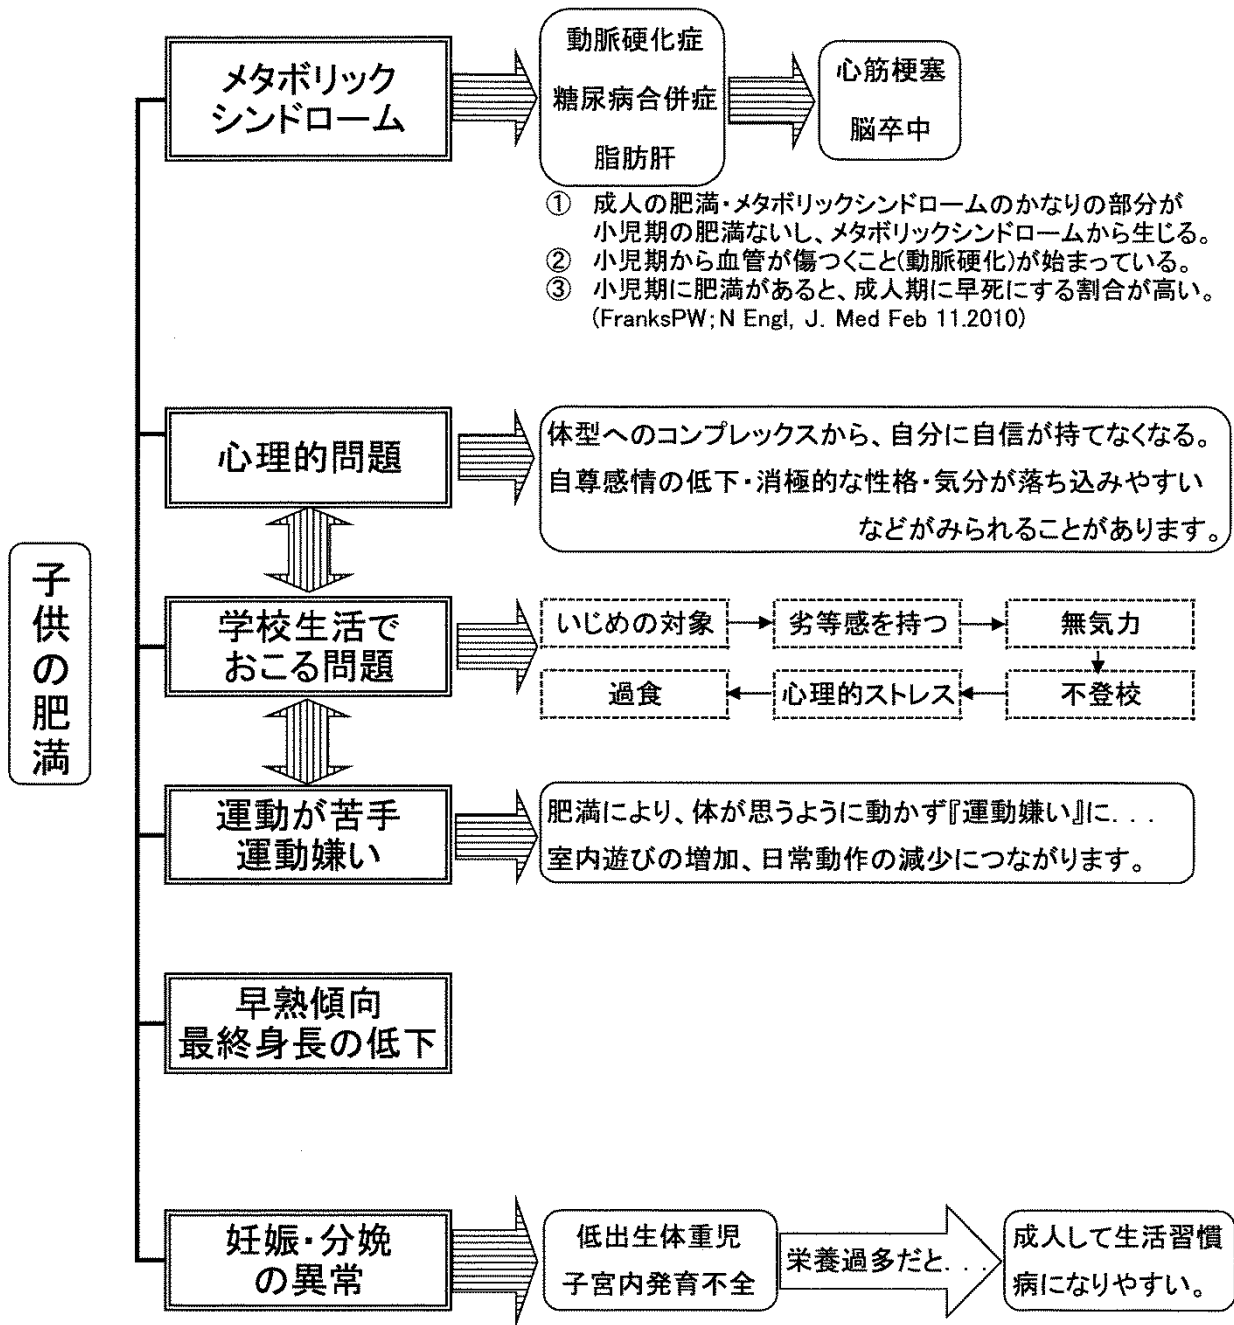 子供の肥満
メタボリック
シンドローム
動脈硬化症
糖尿病合併症
脂肪肝
心筋梗塞
脳卒中
① 成人の肥満・メタボリックシンドロームのかなりの部分が
小児期の肥満ないし、メタボリックシンドロームから生じる。
② 小児期から血管が傷つくこと(動脈硬化)が始まっている。
③ 小児期に肥満があると、成人期に早死にする割合が高い。
(FranksPW;N Engl, J. Med Feb 11.2010)
心理的問題
体型へのコンプレックスから、自分に自信が持てなくなる。
自尊感情の低下・消極的な性格・気分が落ち込みやすい
などがみられることがあります。
学校生活で
おこる問題
いじめの対象
劣等感を持つ
無気力
過食
心理的ストレス
不登校
運動が苦手
運動嫌い
肥満により、体が思うように動かず『運動嫌い』に...
室内遊びの増加、日常動作の減少につながります。
早熟傾向
最終身長の低下
妊娠・分娩
の異常
低出生体重児
子宮内発育不全
栄養過多だと...
成人して生活習慣
病になりやすい。